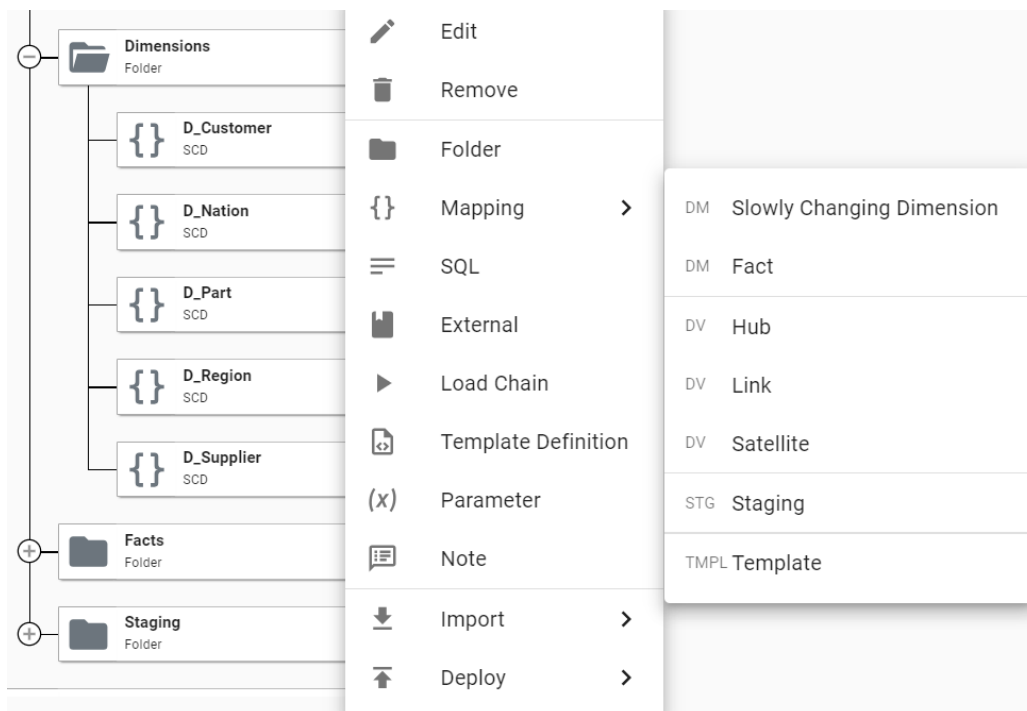 Dimensions
Folder
{} D_Customer
SCD
{} D_Nation
SCD
{} D_Part
SCD
{} D_Region
SCD
{} D_Supplier
SCD
Facts
Folder
Staging
Folder
Edit
Remove
Folder
{} Mapping
SQL
External
Load Chain
Template Definition
(x) Parameter
Note
Import
Deploy
DM Slowly Changing Dimension
DM Fact
DV Hub
DV Link
DV Satellite
STG Staging
TMPL Template